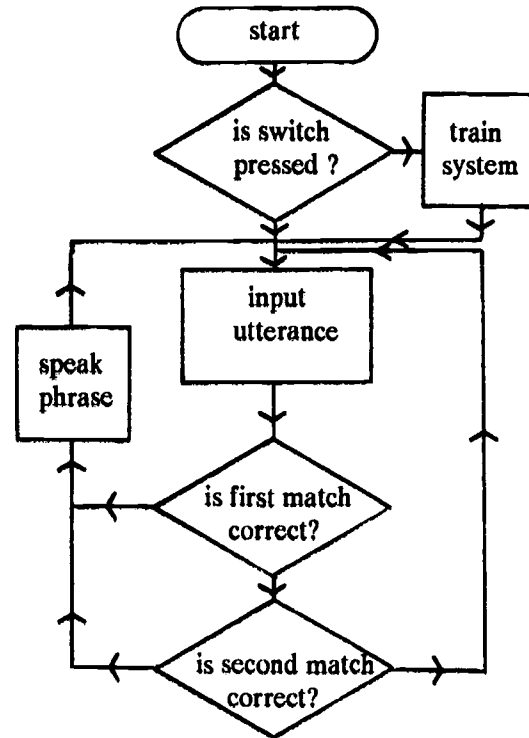 start
is switch
pressed ?
train
system
input
utterance
speak
phrase
is first match
correct?
is second match
correct?